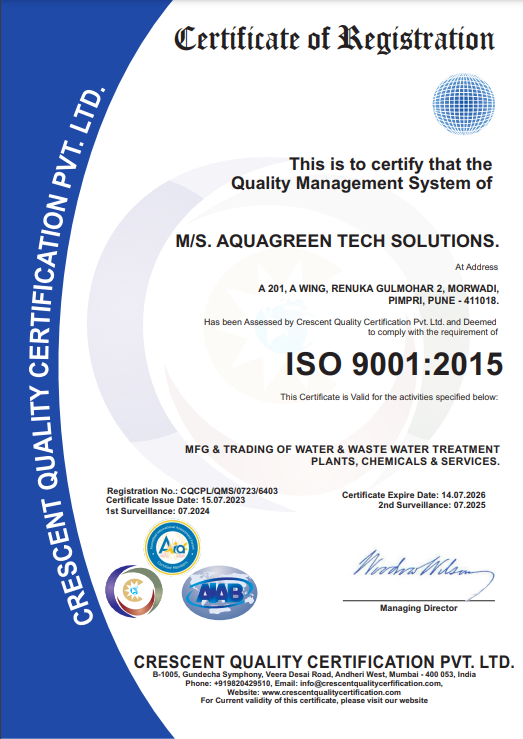 Certificate of Registration
CRESCENT QUALITY CERTIFICATION PVT. LTD.
This is to certify that the
Quality Management System of
M/S. AQUAGREEN TECH SOLUTIONS.
At Address
A 201, A WING, RENUKA GULMOHAR 2, MORWADI,
PIMPRI, PUNE - 411018.
Has been Assessed by Crescent Quality Certification Pvt. Ltd. and Deemed
to comply with the requirement of
ISO 9001:2015
This Certificate is Valid for the activities specified below:
MFG & TRADING OF WATER & WASTE WATER TREATMENT
PLANTS, CHEMICALS & SERVICES.
Registration No.: CQCPL/QMS/0723/6403
Certificate Issue Date: 15.07.2023
1st Surveillance: 07.2024
Certificate Expire Date: 14.07.2026
2nd Surveillance: 07.2025
AAB
Woodrow Wilson
Managing Director
CRESCENT QUALITY CERTIFICATION PVT. LTD.
B-1005, Gundecha Symphony, Veera Desai Road, Andheri West, Mumbai - 400 053, India
Phone: +919820429510, Email: info@crescentqualitycertification.com,
Website: www.crescentqualitycertification.com
For Current validity of this certificate, please visit our website